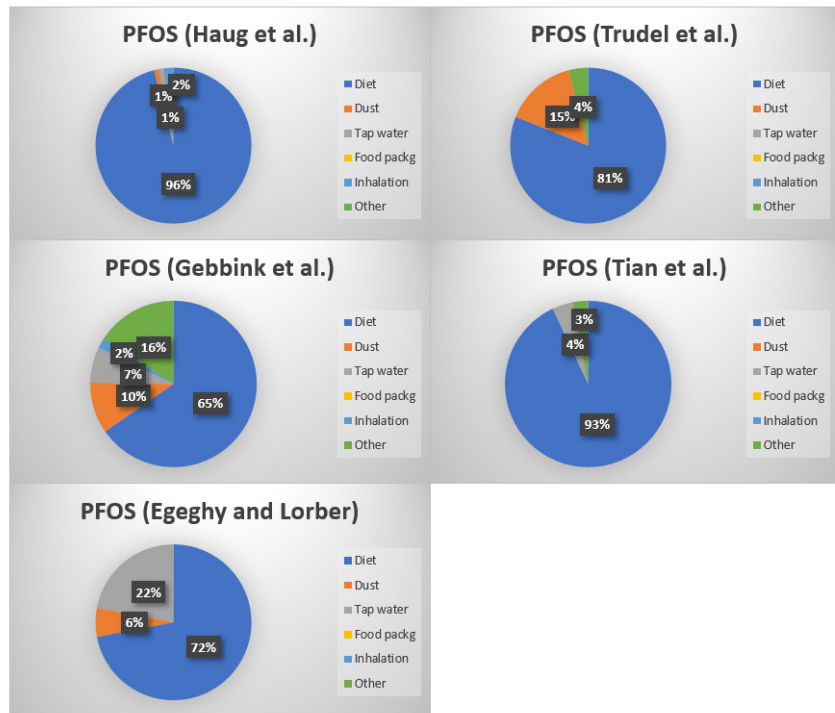 PFOS (Haug et al.)
2%
1%
1%
96%
Diet
Dust
Tap water
Food packg
Inhalation
Other
PFOS (Trudel et al.)
4%
15%
81%
Diet
Dust
Tap water
Food packg
Inhalation
Other
PFOS (Gebbink et al.)
16%
2%
7%
10%
65%
Diet
Dust
Tap water
Food packg
Inhalation
Other
PFOS (Tian et al.)
3%
4%
93%
Diet
Dust
Tap water
Food packg
Inhalation
Other
PFOS (Egeghy and Lorber)
22%
6%
72%
Diet
Dust
Tap water
Food packg
Inhalation
Other